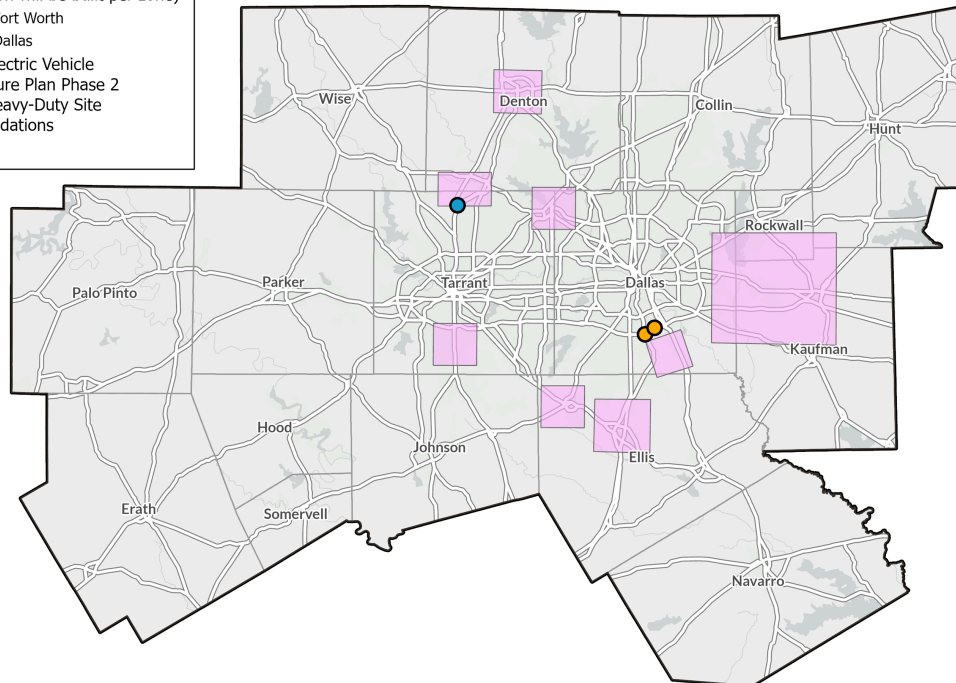 ort Worth
Dallas
ectric Vehicle
ure Plan Phase 2
eavy-Duty Site
dations
Wise
Denton
Collin
Hunt
Rockwall
Palo Pinto
Parker
Tarrant
Dallas
Kaufman
Hood
Johnson
Ellis
Erath
Somervell
Navarro